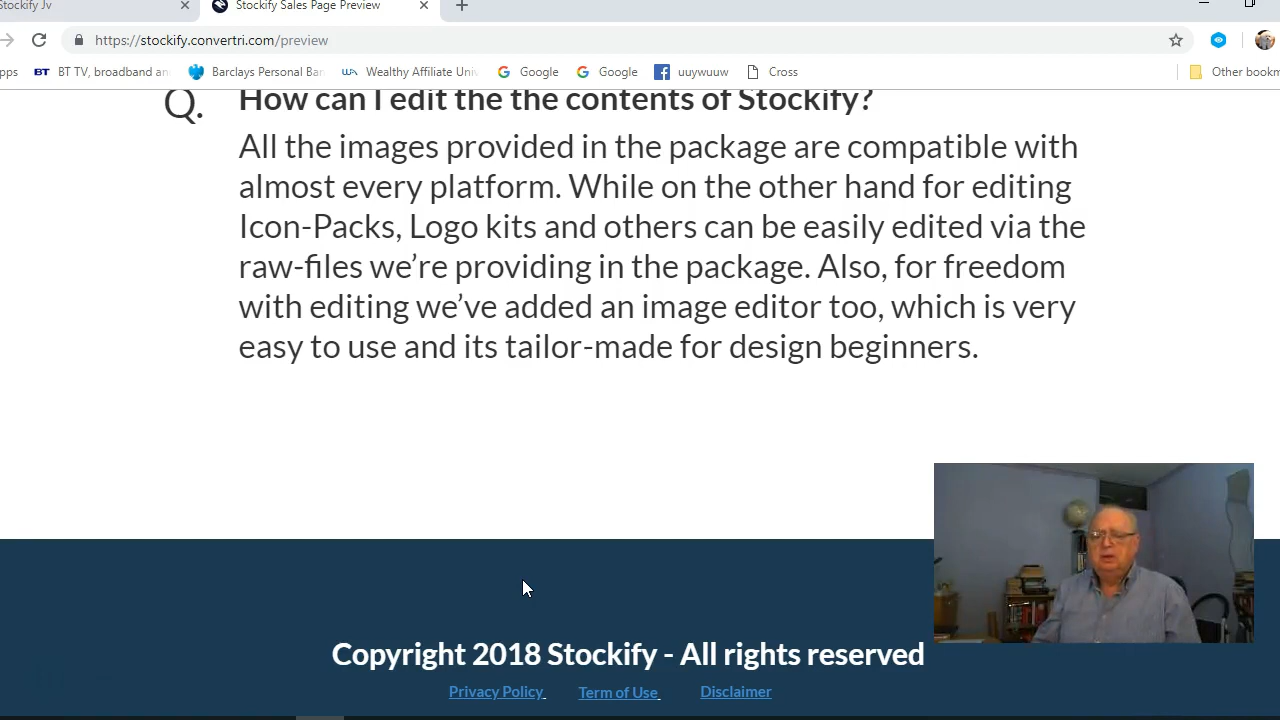 Stockify Jv
Stockify Sales Page Preview
https://stockify.convertri.com/preview
pps BT BT TV, broadband an Barclays Personal Ban WA Wealthy Affiliate Univ Google Google uuywuuw Cross Other bookm
Q. How can I edit the the contents of Stockify?
All the images provided in the package are compatible with
almost every platform. While on the other hand for editing
Icon-Packs, Logo kits and others can be easily edited via the
raw-files we’re providing in the package. Also, for freedom
with editing we’ve added an image editor too, which is very
easy to use and its tailor-made for design beginners.
Copyright 2018 Stockify - All rights reserved
Privacy Policy Term of Use Disclaimer